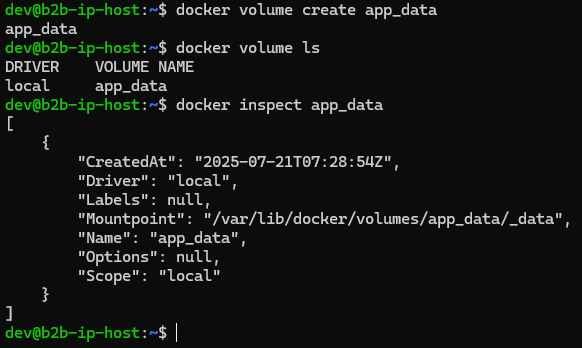 dev@b2b-ip-host:~$ docker volume create app_data
app_data
dev@b2b-ip-host:~$ docker volume ls
DRIVER    VOLUME NAME
local     app_data
dev@b2b-ip-host:~$ docker inspect app_data
[
    {
        "CreatedAt": "2025-07-21T07:28:54Z",
        "Driver": "local",
        "Labels": null,
        "Mountpoint": "/var/lib/docker/volumes/app_data/_data",
        "Name": "app_data",
        "Options": null,
        "Scope": "local"
    }
]
dev@b2b-ip-host:~$